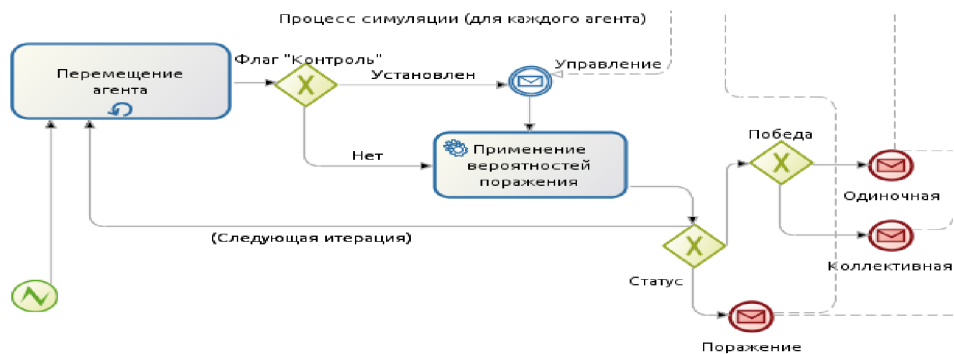 Процесс симуляции (для каждого агента)
Перемещение
агента
Флаг "Контроль"
Установлен
Управление
Нет
Применение
вероятностей
поражения
Победа
Одиночная
(Следующая итерация)
Коллективная
Статус
Поражение